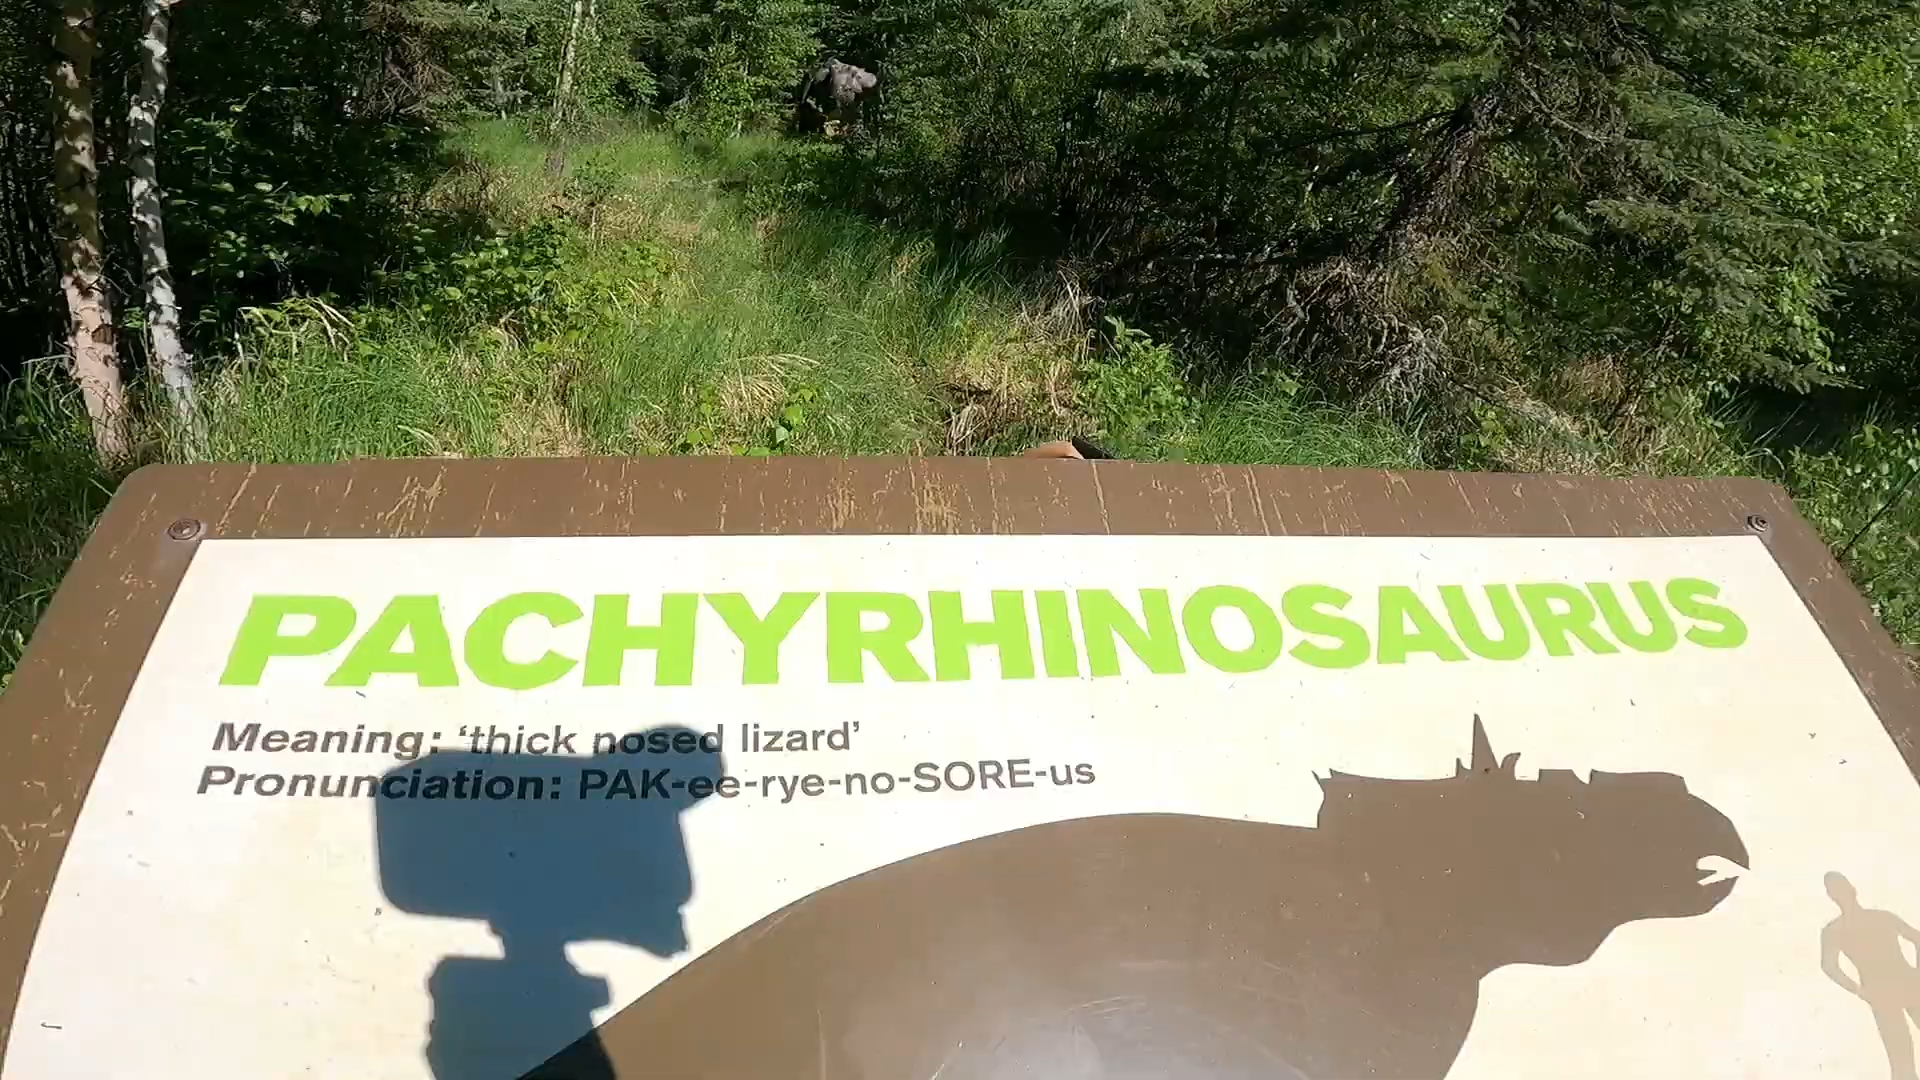 PACHYRHINOSAURUS
Meaning: ‘thick nosed lizard’
Pronunciation: PAK-ee-rye-no-SORE-us